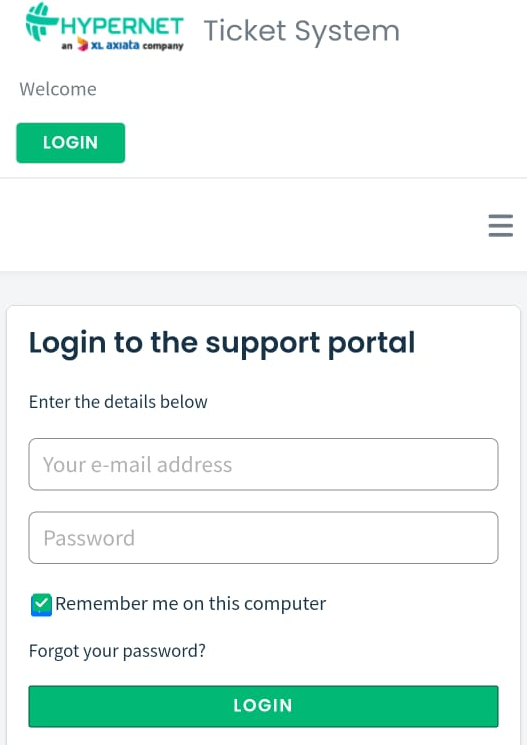 HYPERNET
an XL axiata company
Ticket System
Welcome
LOGIN
Login to the support portal
Enter the details below
Your e-mail address
Password
Remember me on this computer
Forgot your password?
LOGIN